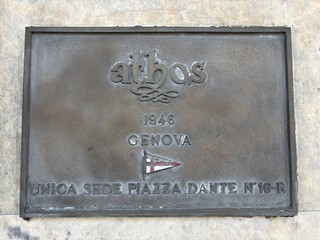 athos
1946
GENOVA
UNICA SEDE PIAZZA DANTE N°16-R